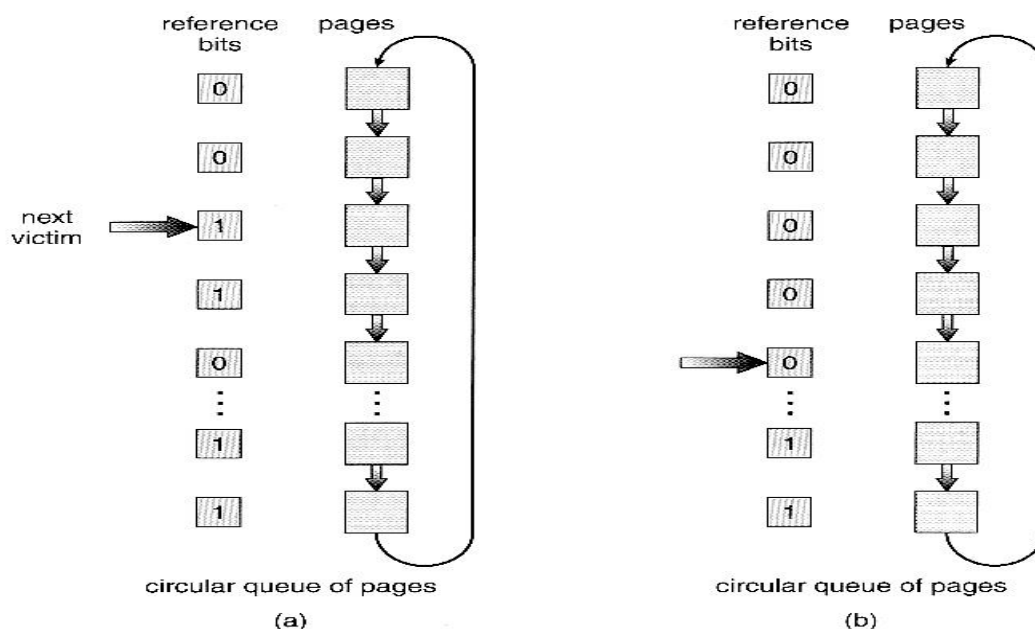 reference pages
bits
0
0
next
victim
1
1
0
1
1
circular queue of pages
(a)
reference pages
bits
0
0
0
0
0
1
1
circular queue of pages
(b)